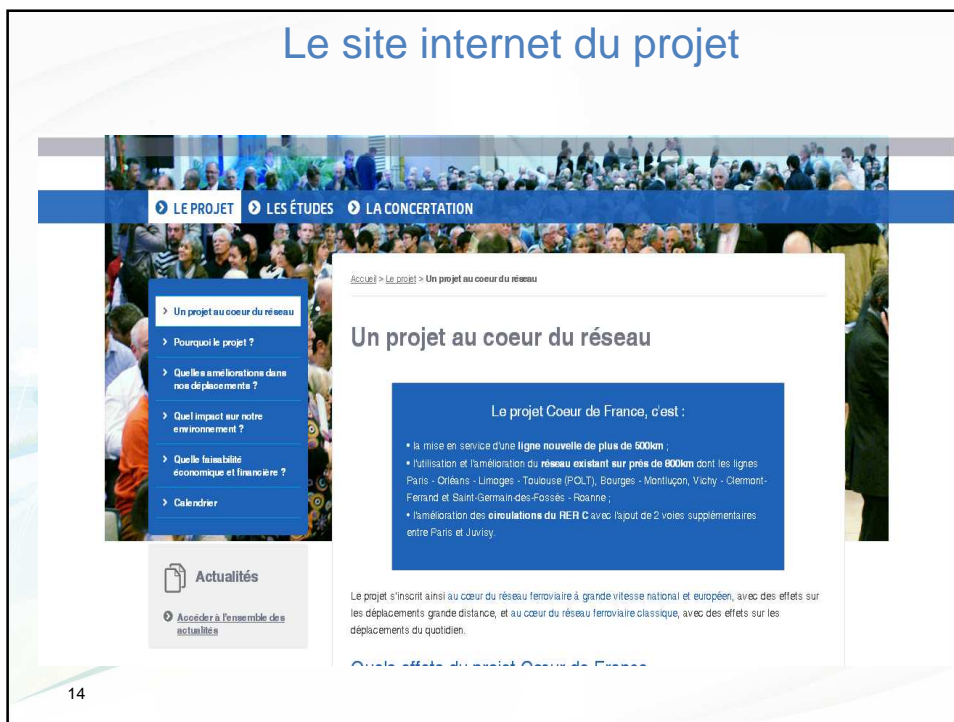 Le site internet du projet
LE PROJET LES ÉTUDES LA CONCERTATION
Accueil > Le projet > Un projet au coeur du réseau
Un projet au coeur du réseau
Pourquoi le projet ?
Quelles améliorations dans
nos déplacements ?
Quel impact sur notre
environnement ?
Quelle faisabilité
économique et financière ?
Calendrier
Actualités
Accéder à l'ensemble des
actualités
Un projet au coeur du réseau
Le projet Coeur de France, c'est :
• la mise en service d'une ligne nouvelle de plus de 500km ;
• l'utilisation et l'amélioration du réseau existant sur près de 800km dont les lignes
Paris - Orléans - Limoges - Toulouse (POLT), Bourges - Montluçon, Vichy - Clermont-
Ferrand et Saint-Germain-des-Fossés - Roanne ;
• l'amélioration des circulations du RER C avec l'ajout de 2 voies supplémentaires
entre Paris et Juvisy.
Le projet s'inscrit ainsi au cœur du réseau ferroviaire à grande vitesse national et européen, avec des effets sur
les déplacements grande distance, et au cœur du réseau ferroviaire classique, avec des effets sur les
déplacements du quotidien.
Quels effets du projet Cœur de France
14